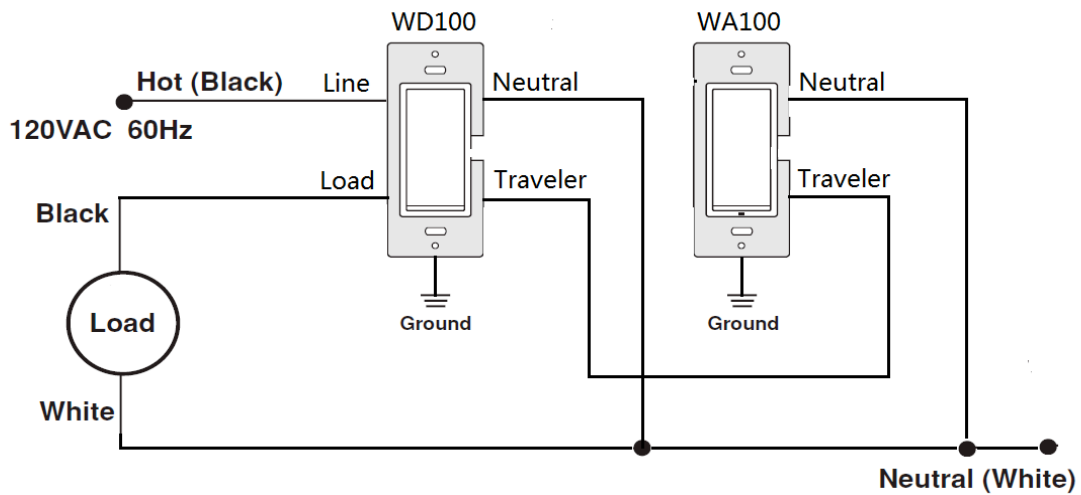 WD100
WA100
Hot (Black)
Line
Neutral
Neutral
120VAC 60Hz
Load
Traveler
Traveler
Black
Load
Ground
Ground
White
Neutral (White)